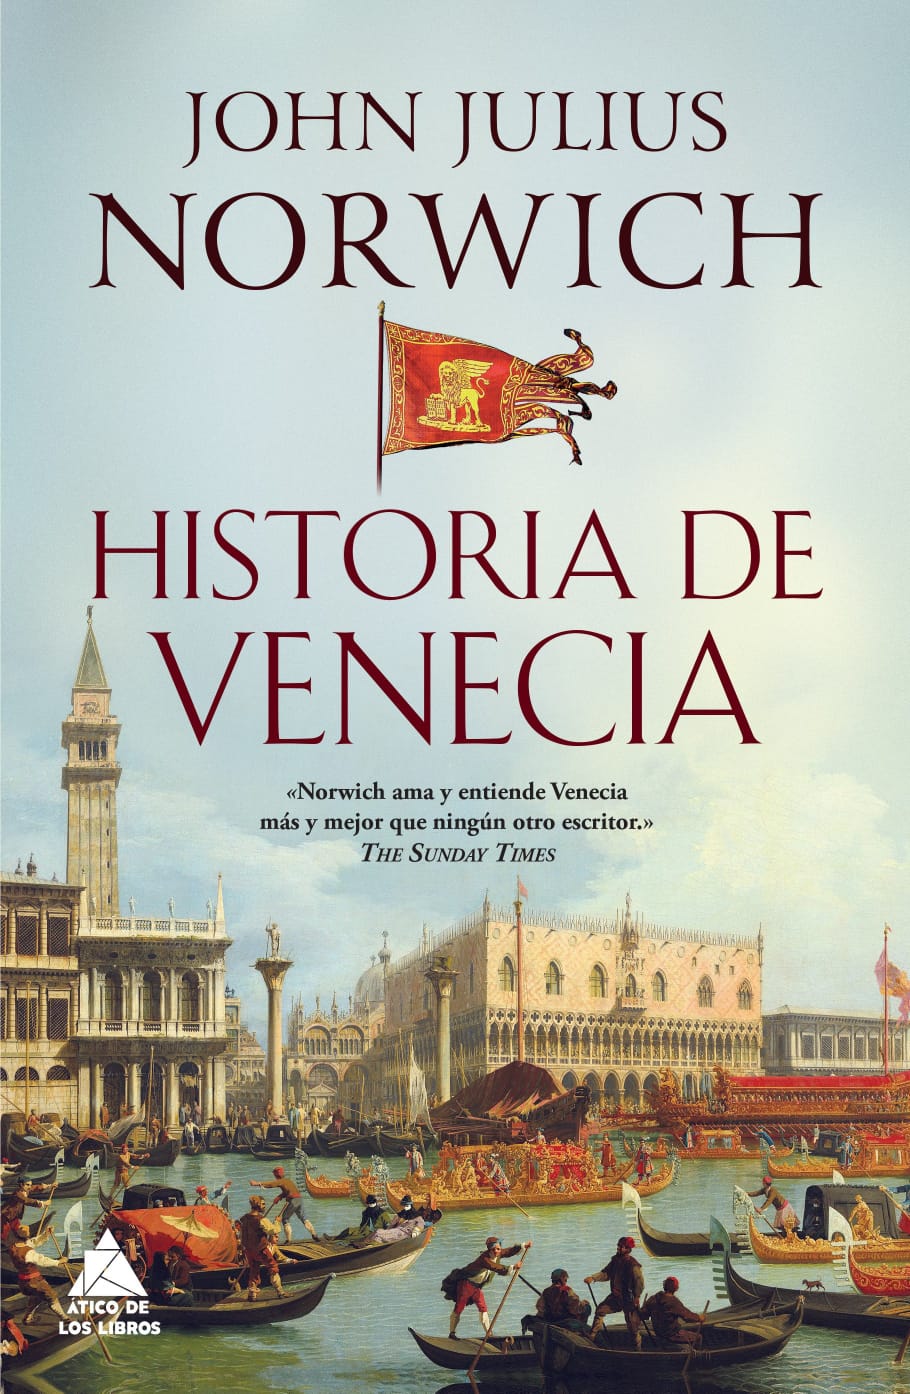 JOHN JULIUS
NORWICH
HISTORIA DE
VENECIA
«Norwich ama y entiende Venecia
más y mejor que ningún otro escritor.»
THE SUNDAY TIMES
ÁTICO DE
LOS LIBROS